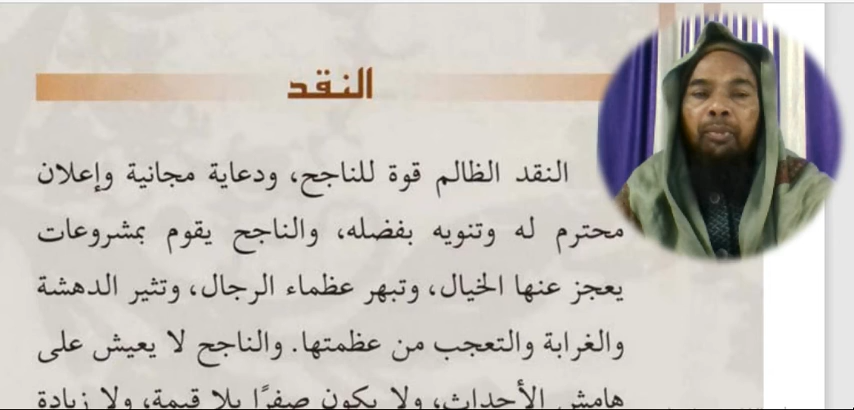 النقد
النقد الظالم قوة للناجح، ودعاية مجانية وإعلان
محترم له وتنويه بفضله، والناجح يقوم بمشروعات
يعجز عنها الخيال، وتبهر عظماء الرجال، وتثير الدهشة
والغرابة والتعجب من عظمتها. والناجح لا يعيش على
هامش الأحداث، ولا يكون صفرًا بلا قيمة، ولا زيادة